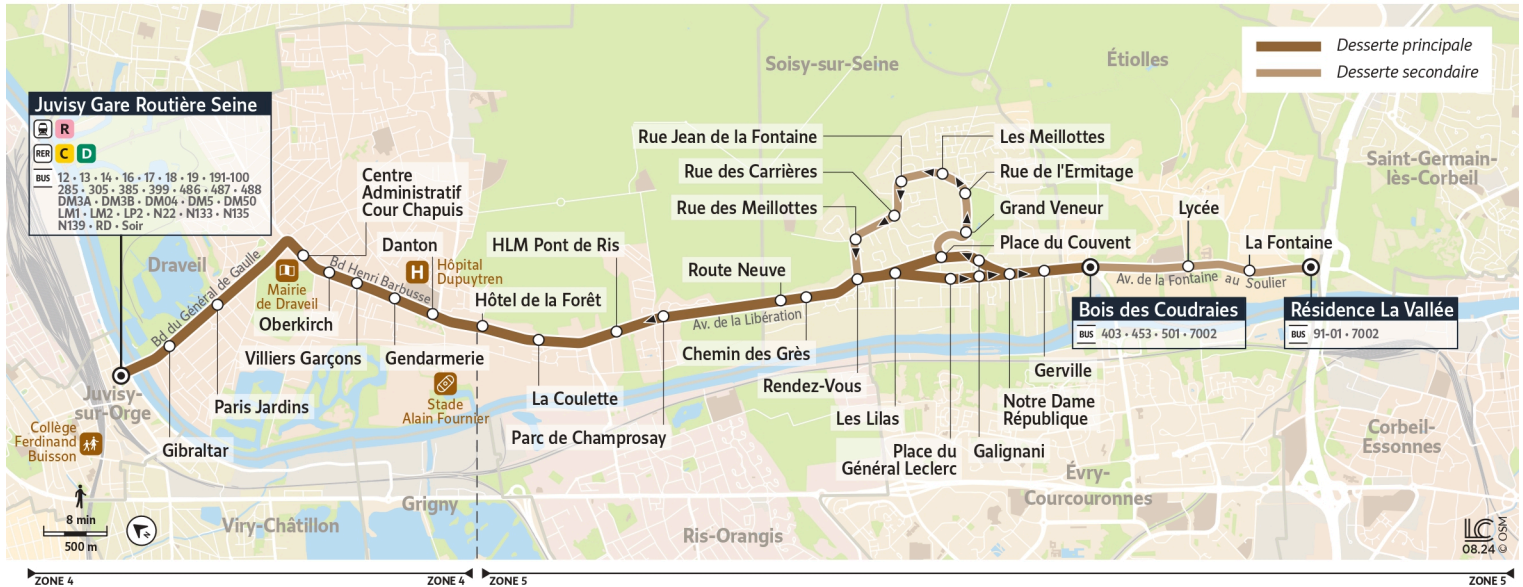 Desserte principale
Desserte secondaire
Soisy-sur-Seine
Étiolles
Saint-Germain-
lès-Corbeil
Juvisy Gare Routière Seine
R
RER C D
BUS 12 • 13 • 14 • 16 • 17 • 18 • 19 • 191-100
285 • 305 • 385 • 399 • 486 • 487 • 488
DM3A • DM3B • DM04 • DM5 • DM50
LM1 • LM2 • LP2 • N22 • N133 • N135
N139 • RD • Soir
Draveil
Bd du Général de Gaulle
Mairie
de Draveil
Centre
Administratif
Cour Chapuis
Bd Henri Barbusse
Danton
H
Hôpital
Dupuytren
Oberkirch
Villiers Garçons
Gendarmerie
Hôtel de la Forêt
HLM Pont de Ris
Paris Jardins
Gibraltar
Juvisy-
sur-Orge
Collège
Ferdinand
Buisson
Stade
Alain Fournier
La Coulette
Parc de Champrosay
Route Neuve
Av. de la Libération
Chemin des Grès
Rendez-Vous
Rue Jean de la Fontaine
Rue des Carrières
Rue des Meillottes
Les Meillottes
Rue de l'Ermitage
Grand Veneur
Place du Couvent
Lycée
La Fontaine
Av. de la Fontaine au Soulier
Bois des Coudraies
BUS 403 • 453 • 501 • 7002
Résidence La Vallée
BUS 91-01 • 7002
Gerville
Notre Dame
République
Les Lilas
Place du
Général Leclerc
Galignani
Évry-
Courcouronnes
Corbeil-
Essonnes
Viry-Châtillon
Grigny
Ris-Orangis
8 min
500 m
N
LC
08.24 © OSM
ZONE 4
ZONE 4
ZONE 5
ZONE 5